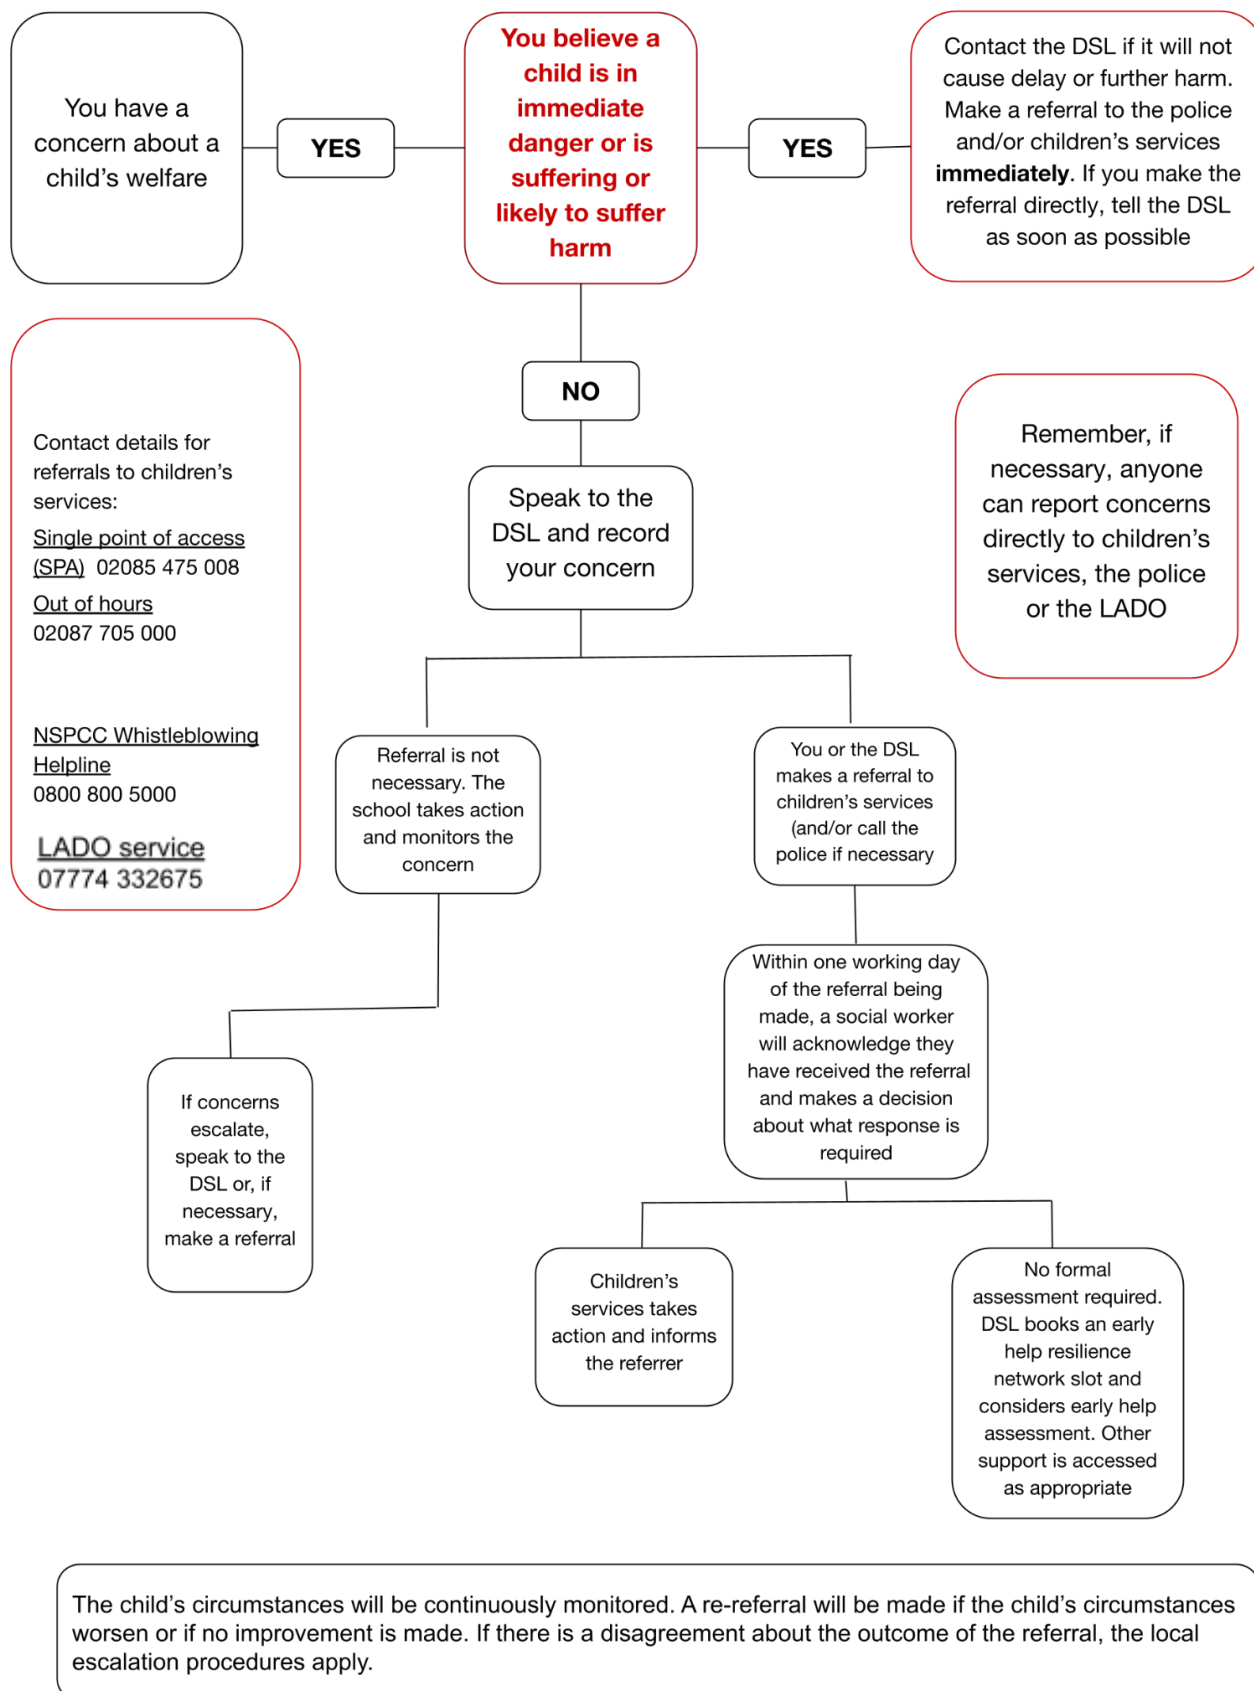 You have a
concern about a
child's welfare
YES
You believe a
child is in
immediate
danger or is
suffering or
likely to suffer
harm
YES
Contact the DSL if it will not
cause delay or further harm.
Make a referral to the police
and/or children's services
immediately. If you make the
referral directly, tell the DSL
as soon as possible
NO
Contact details for
referrals to children's
services:
Single point of access
(SPA) 02085 475 008
Out of hours
02087 705 000
NSPCC Whistleblowing
Helpline
0800 800 5000
LADO service
07774 332675
Speak to the
DSL and record
your concern
Remember, if
necessary, anyone
can report concerns
directly to children's
services, the police
or the LADO
Referral is not
necessary. The
school takes action
and monitors the
concern
You or the DSL
makes a referral to
children's services
(and/or call the
police if necessary
Within one working day
of the referral being
made, a social worker
will acknowledge they
have received the referral
and makes a decision
about what response is
required
If concerns
escalate,
speak to the
DSL or, if
necessary,
make a referral
Children's
services takes
action and informs
the referrer
No formal
assessment required.
DSL books an early
help resilience
network slot and
considers early help
assessment. Other
support is accessed
as appropriate
The child's circumstances will be continuously monitored. A re-referral will be made if the child's circumstances
worsen or if no improvement is made. If there is a disagreement about the outcome of the referral, the local
escalation procedures apply.